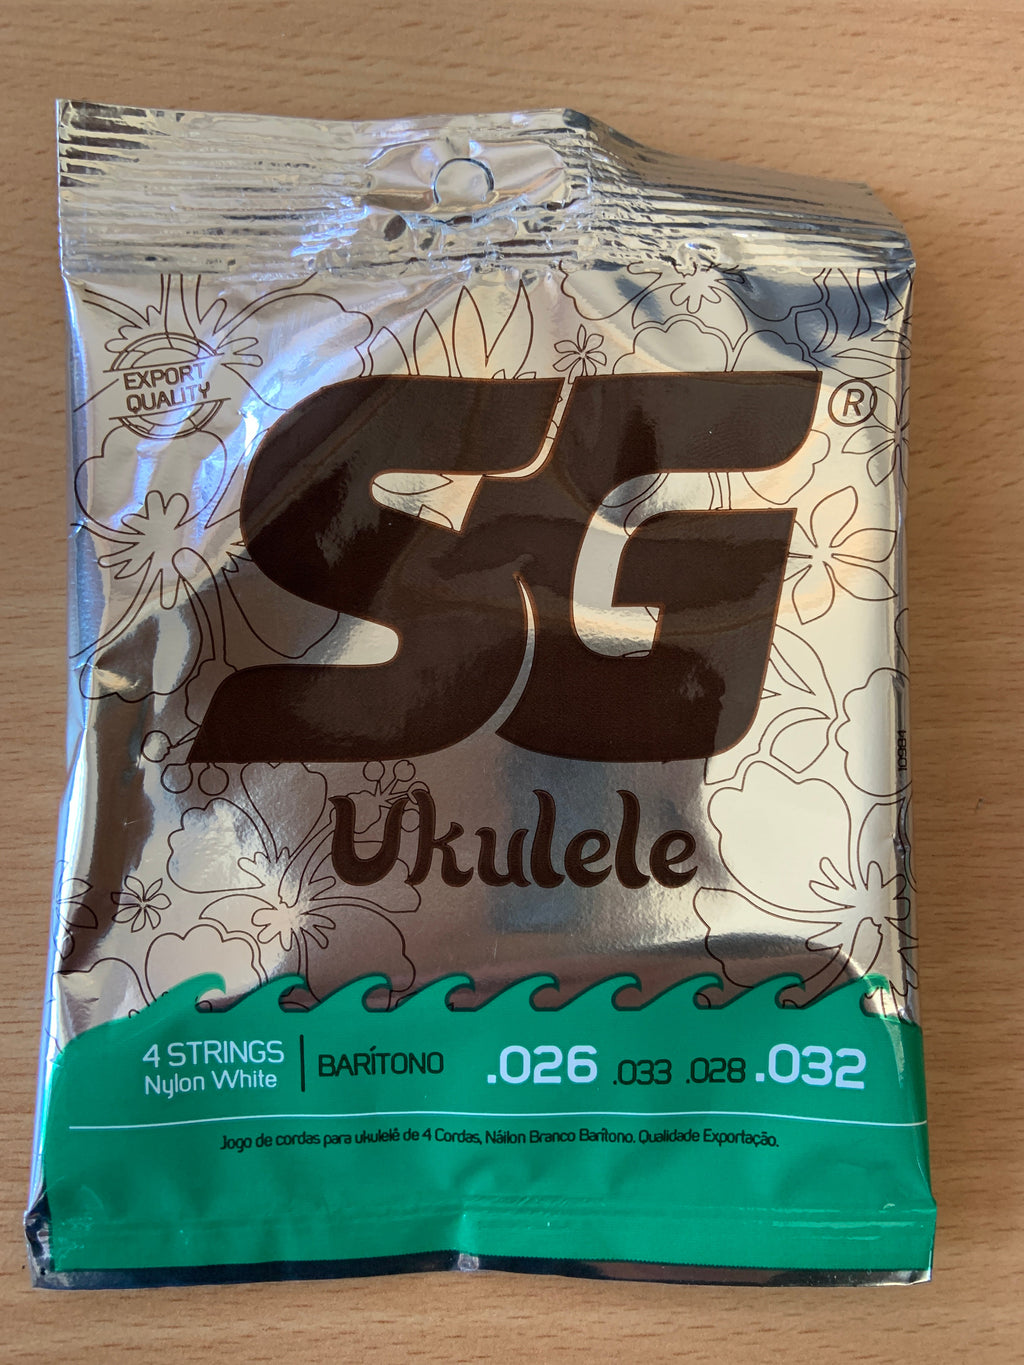 EXPORT
QUALITY
SG
®
Ukulele
10984
4 STRINGS
Nylon White
BARÍTONO
.026 .033 .028 .032
Jogo de cordas para ukulelê de 4 Cordas, Náilon Branco Barítono. Qualidade Exportação.